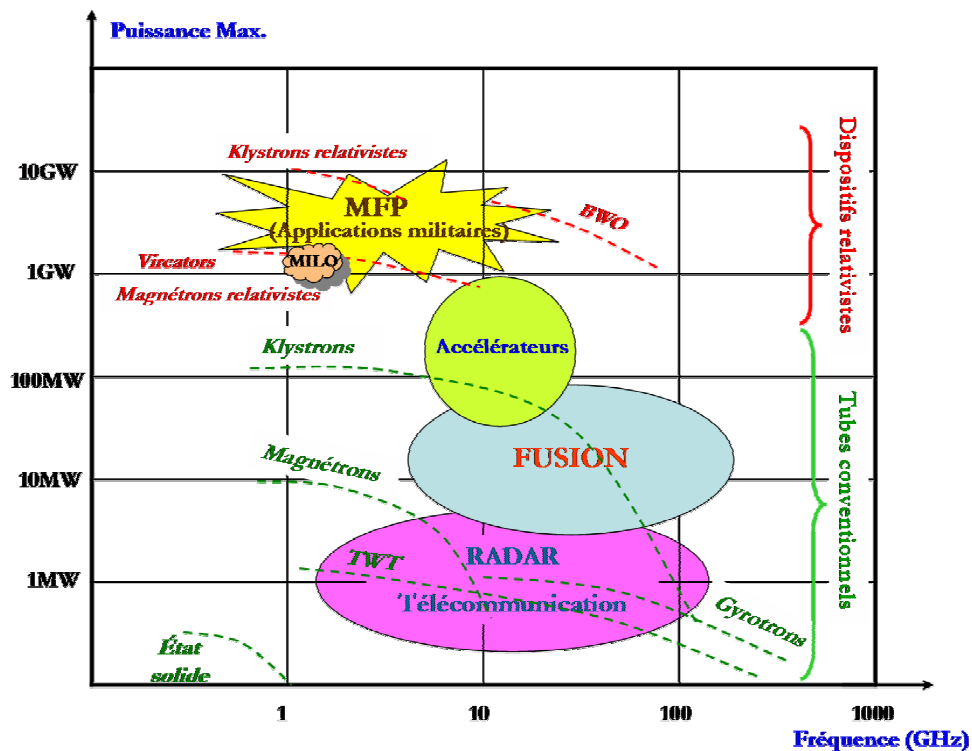 Puissance Max.
10GW
1GW
100MW
10MW
1MW
Klystrons relativistes
MFP
(Applications militaires)
BWO
Vircators
MILO
Magnétrons relativistes
Klystrons
Accélérateurs
FUSION
Magnétrons
RADAR
TWT
Télécommunication
Gyrotrons
État
solide
Dispositifs relativistes
Tubes conventionnels
1
10
100
1000
Fréquence (GHz)